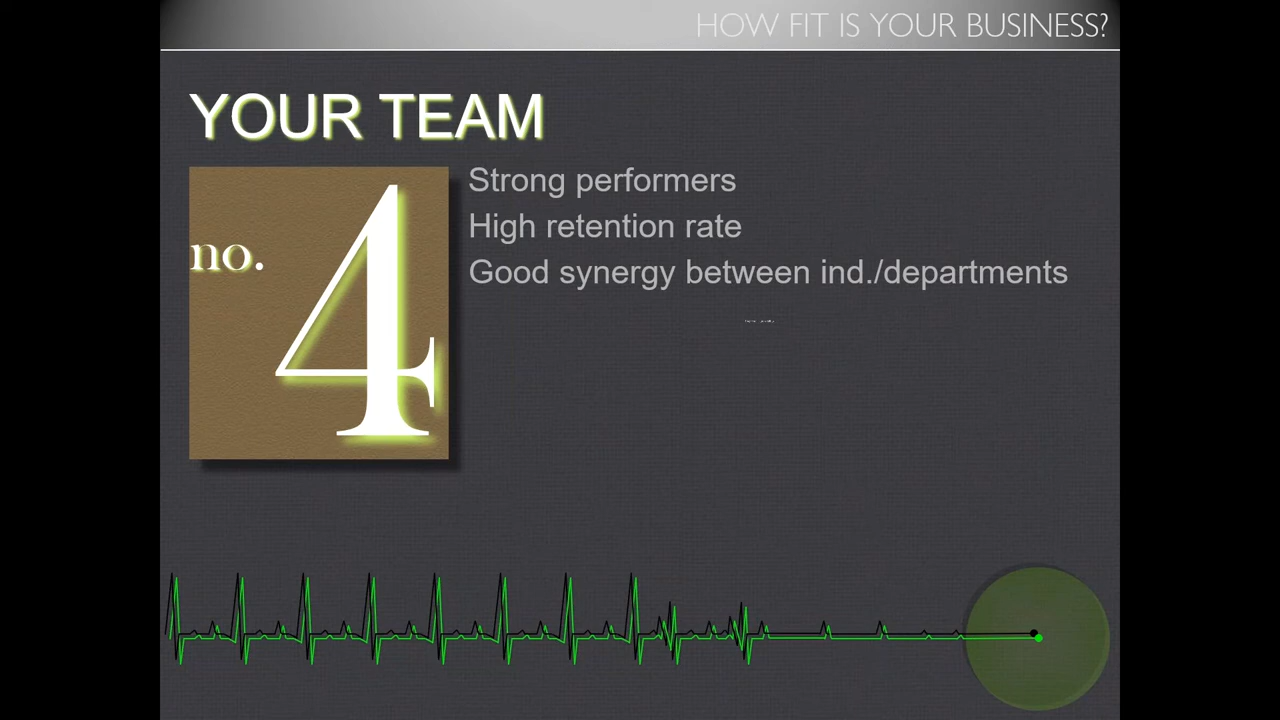 HOW FIT IS YOUR BUSINESS?
YOUR TEAM
no. 4
Strong performers
High retention rate
Good synergy between ind./departments